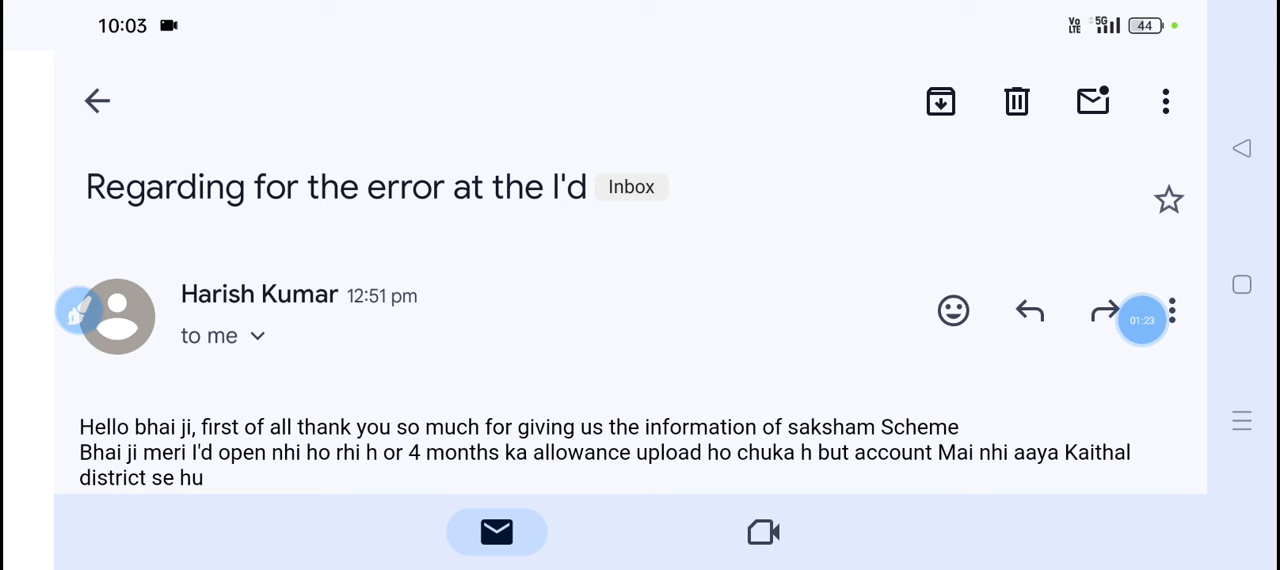 10:03
Vo LTE 5G 44
Regarding for the error at the I'd Inbox
Harish Kumar 12:51 pm
to me
01:23
Hello bhai ji, first of all thank you so much for giving us the information of saksham Scheme
Bhai ji meri I'd open nhi ho rhi h or 4 months ka allowance upload ho chuka h but account Mai nhi aaya Kaithal
district se hu